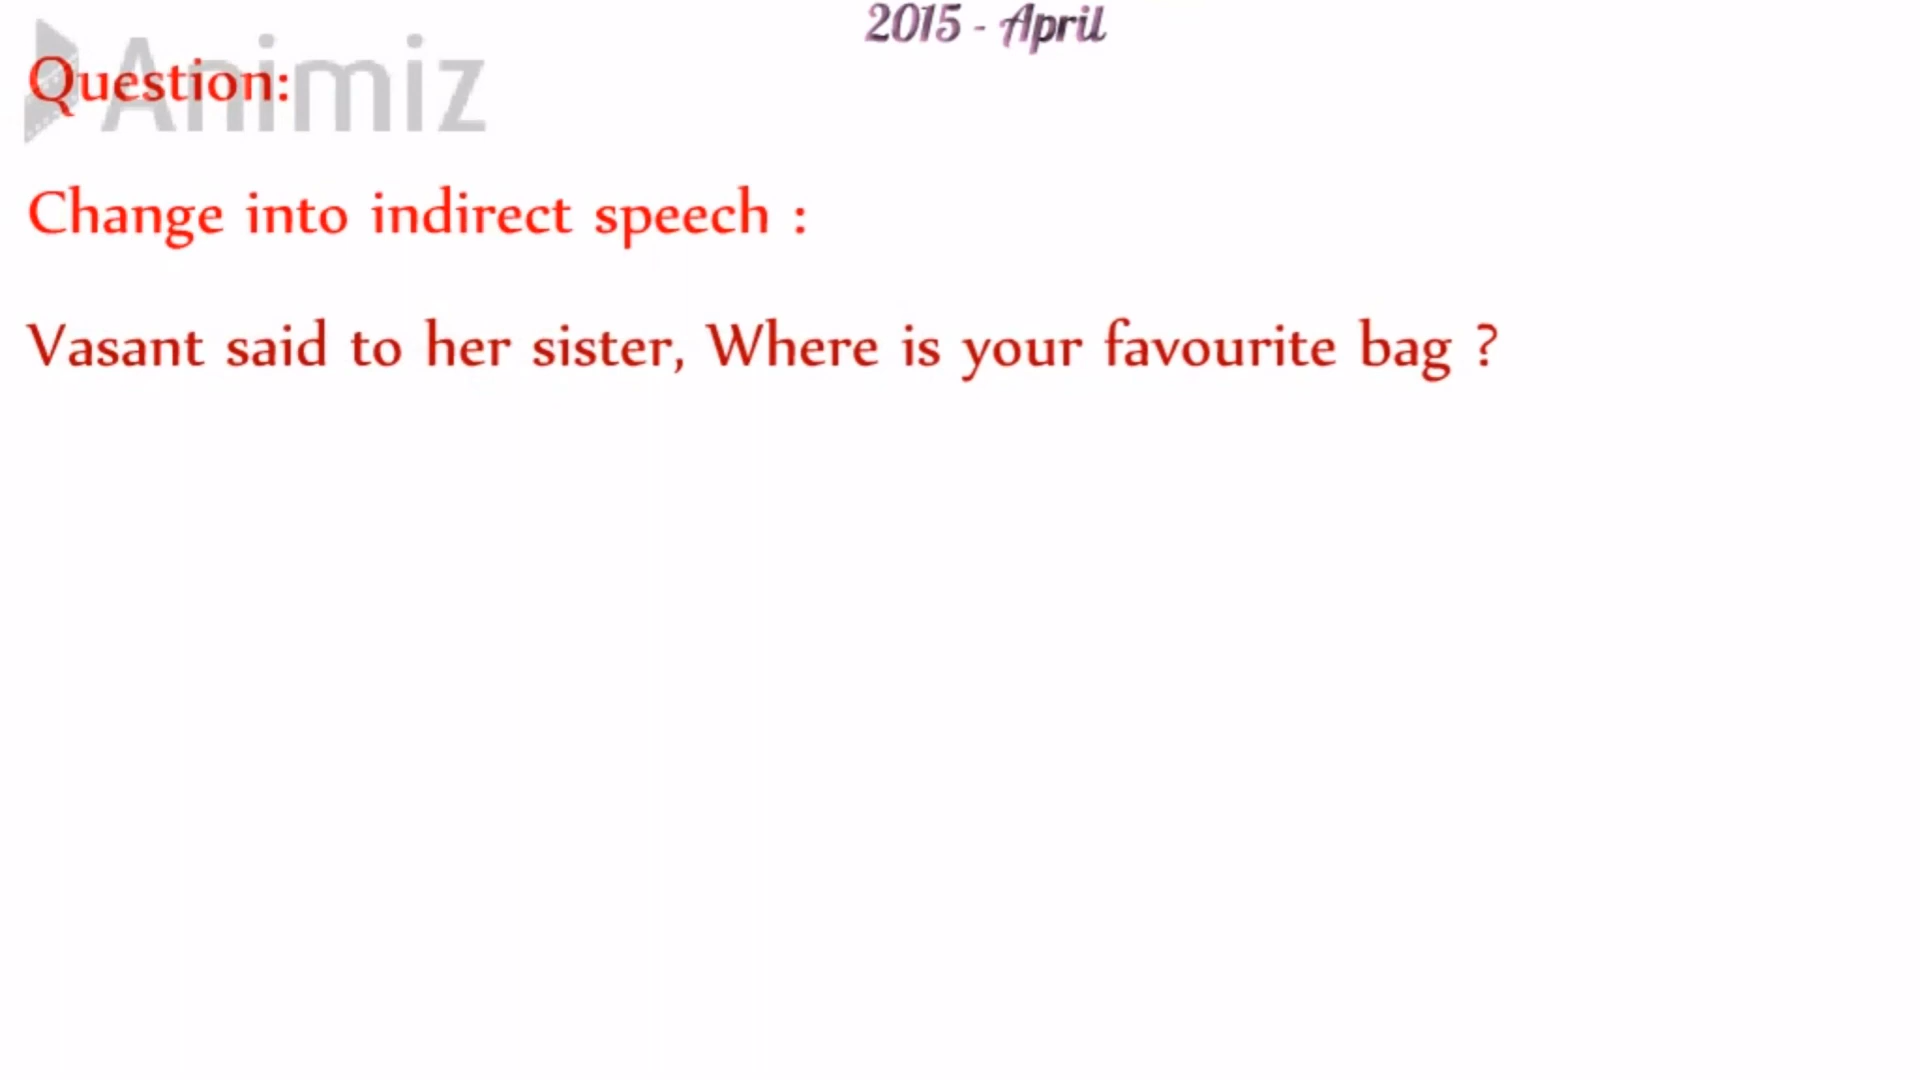 2015 - April
Animiz
Question:
Change into indirect speech :
Vasant said to her sister, Where is your favourite bag ?